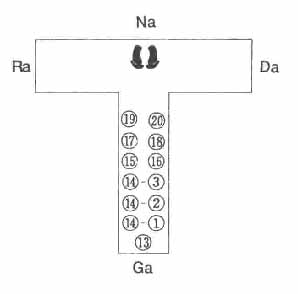 Na
Ra Da
⑲ ⑳
⑰ ⑱
⑮ ⑯
⑭-③
⑭-②
⑭-①
⑬
Ga